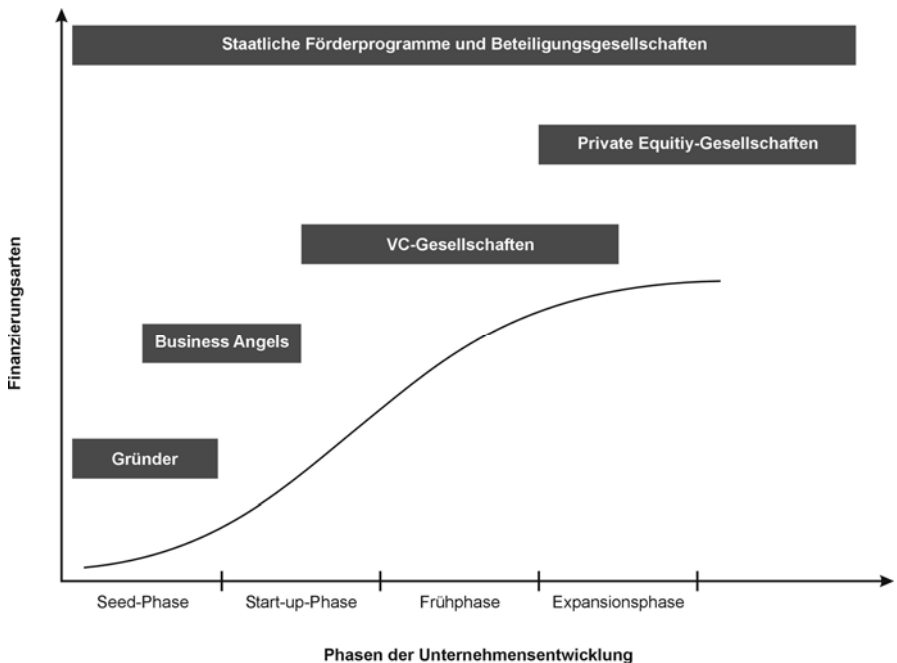 Staatliche Förderprogramme und Beteiligungsgesellschaften
Private Equitiy-Gesellschaften
VC-Gesellschaften
Business Angels
Gründer
Finanzierungsarten
Seed-Phase
Start-up-Phase
Frühphase
Expansionsphase
Phasen der Unternehmensentwicklung